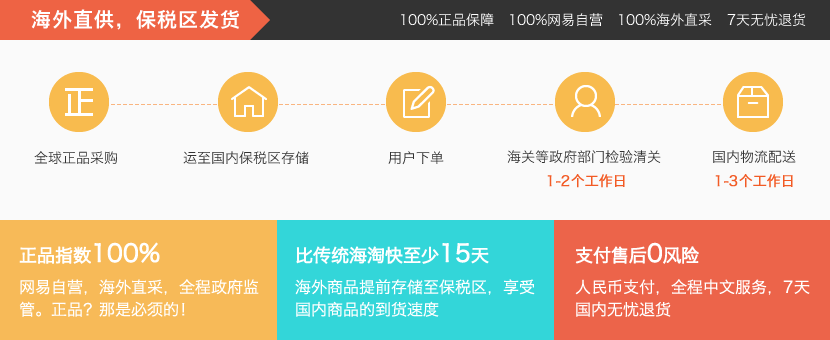 海外直供，保税区发货
100%正品保障 100%网易自营 100%海外直采 7天无忧退货
正
全球正品采购
运至国内保税区存储
用户下单
海关等政府部门检验清关
1-2个工作日
国内物流配送
1-3个工作日
正品指数100%
网易自营，海外直采，全程政府监
管。正品？那是必须的！
比传统海淘快至少15天
海外商品提前存储至保税区，享受
国内商品的到货速度
支付售后0风险
人民币支付，全程中文服务，7天
国内无忧退货